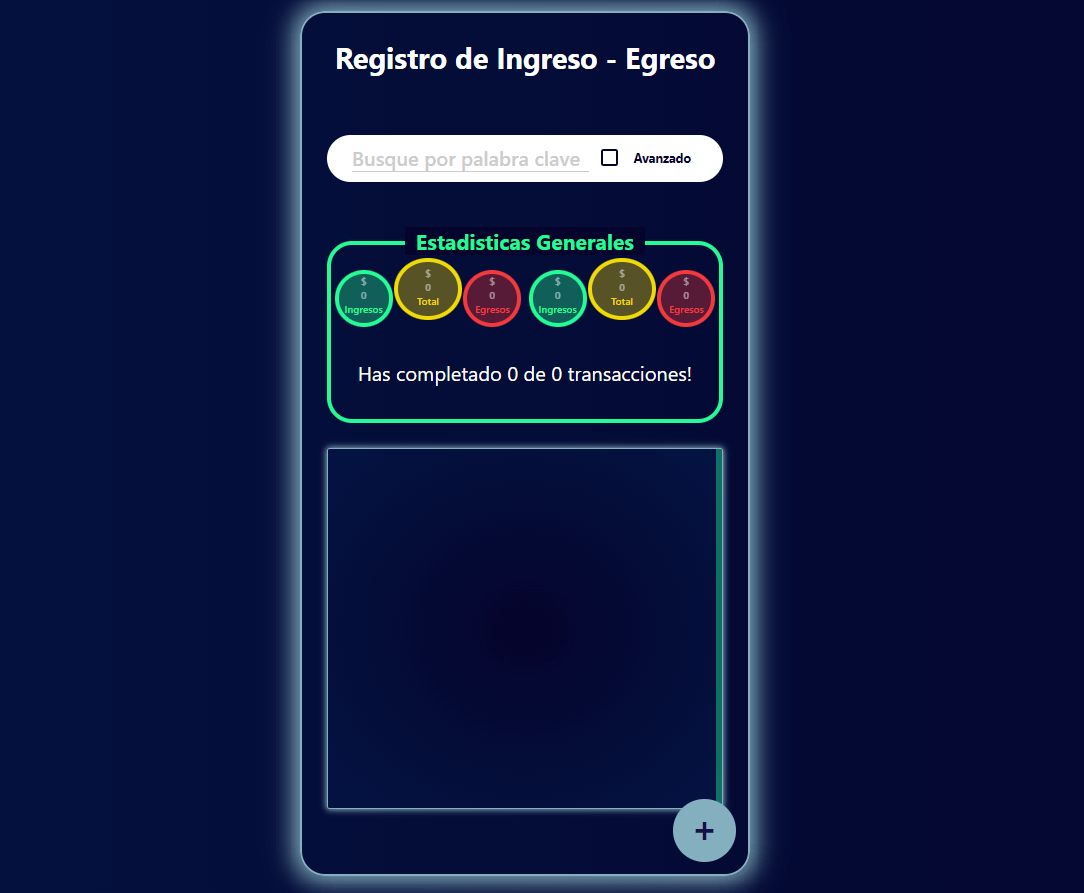 Registro de Ingreso - Egreso
Busque por palabra clave
Avanzado
Estadisticas Generales
$
0
Ingresos
$
0
Total
$
0
Egresos
$
0
Ingresos
$
0
Total
$
0
Egresos
Has completado 0 de 0 transacciones!
+